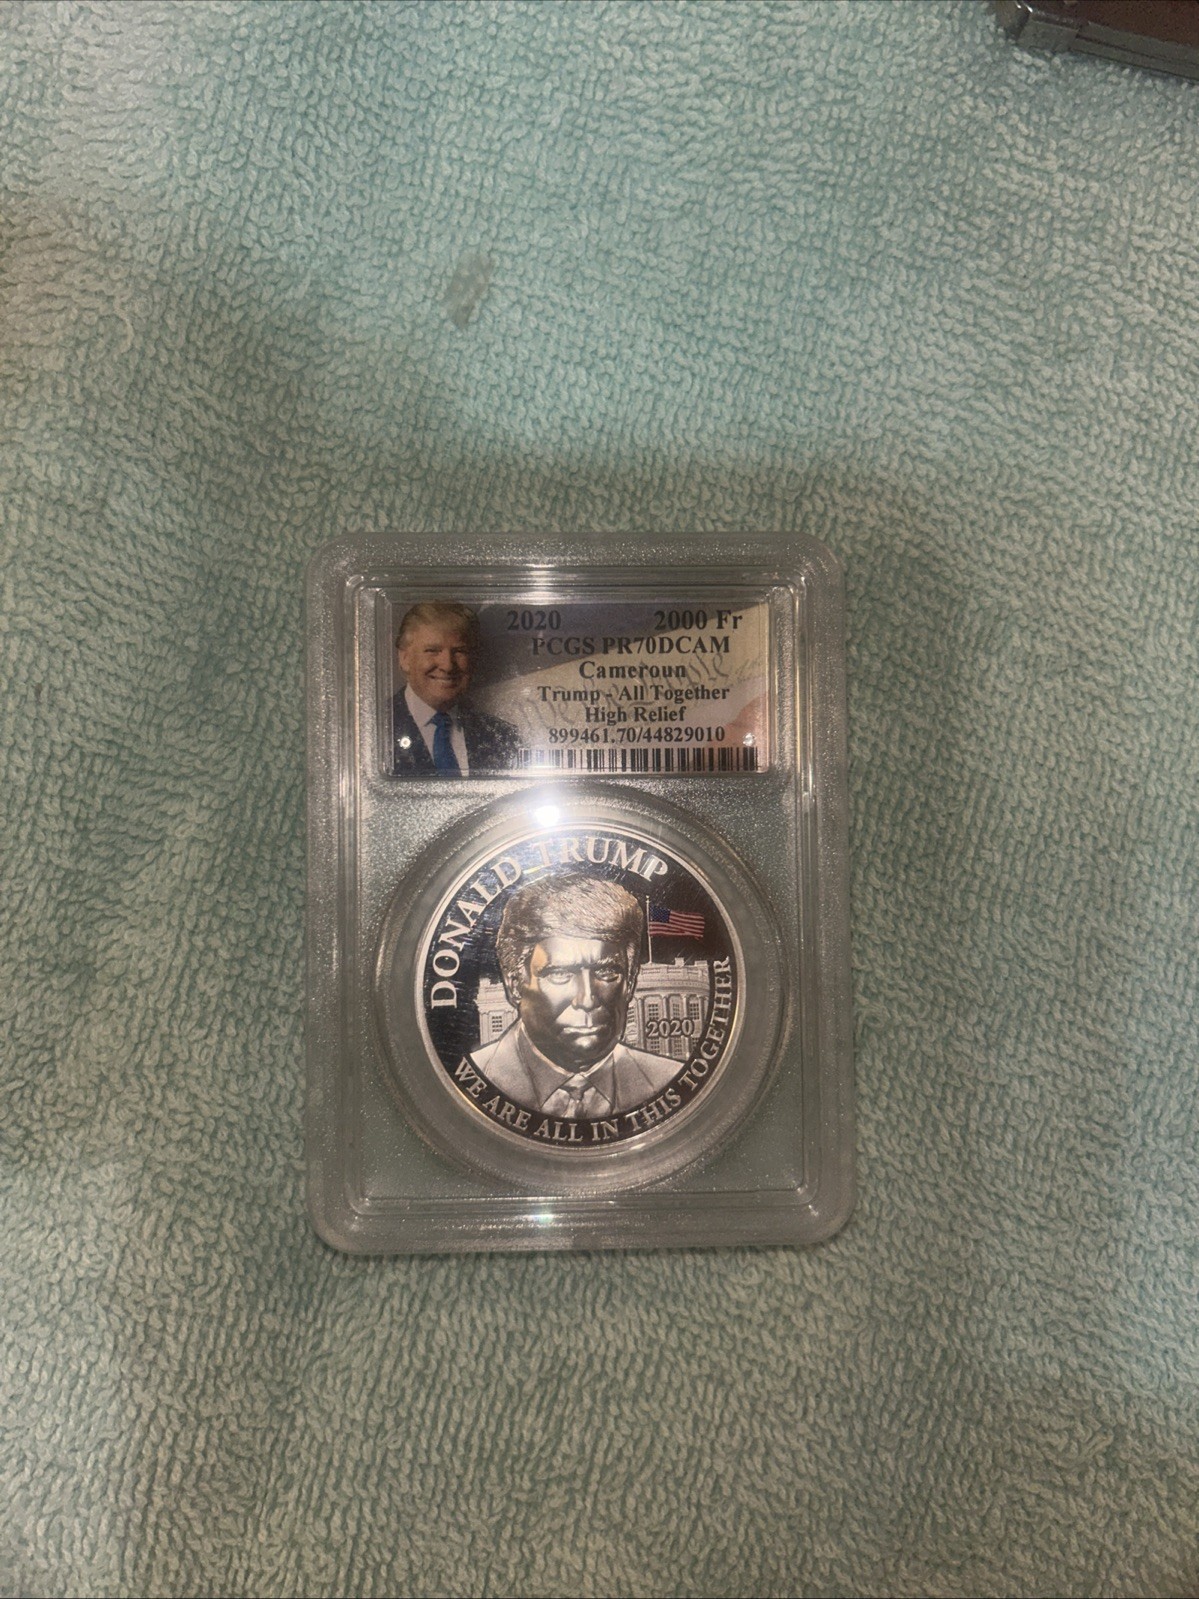 2020 2000 Fr
PCGS PR70DCAM
Cameroun
Trump - All Together
High Relief
899461.70/44829010
DONALD TRUMP
2020
WE ARE ALL IN THIS TOGETHER